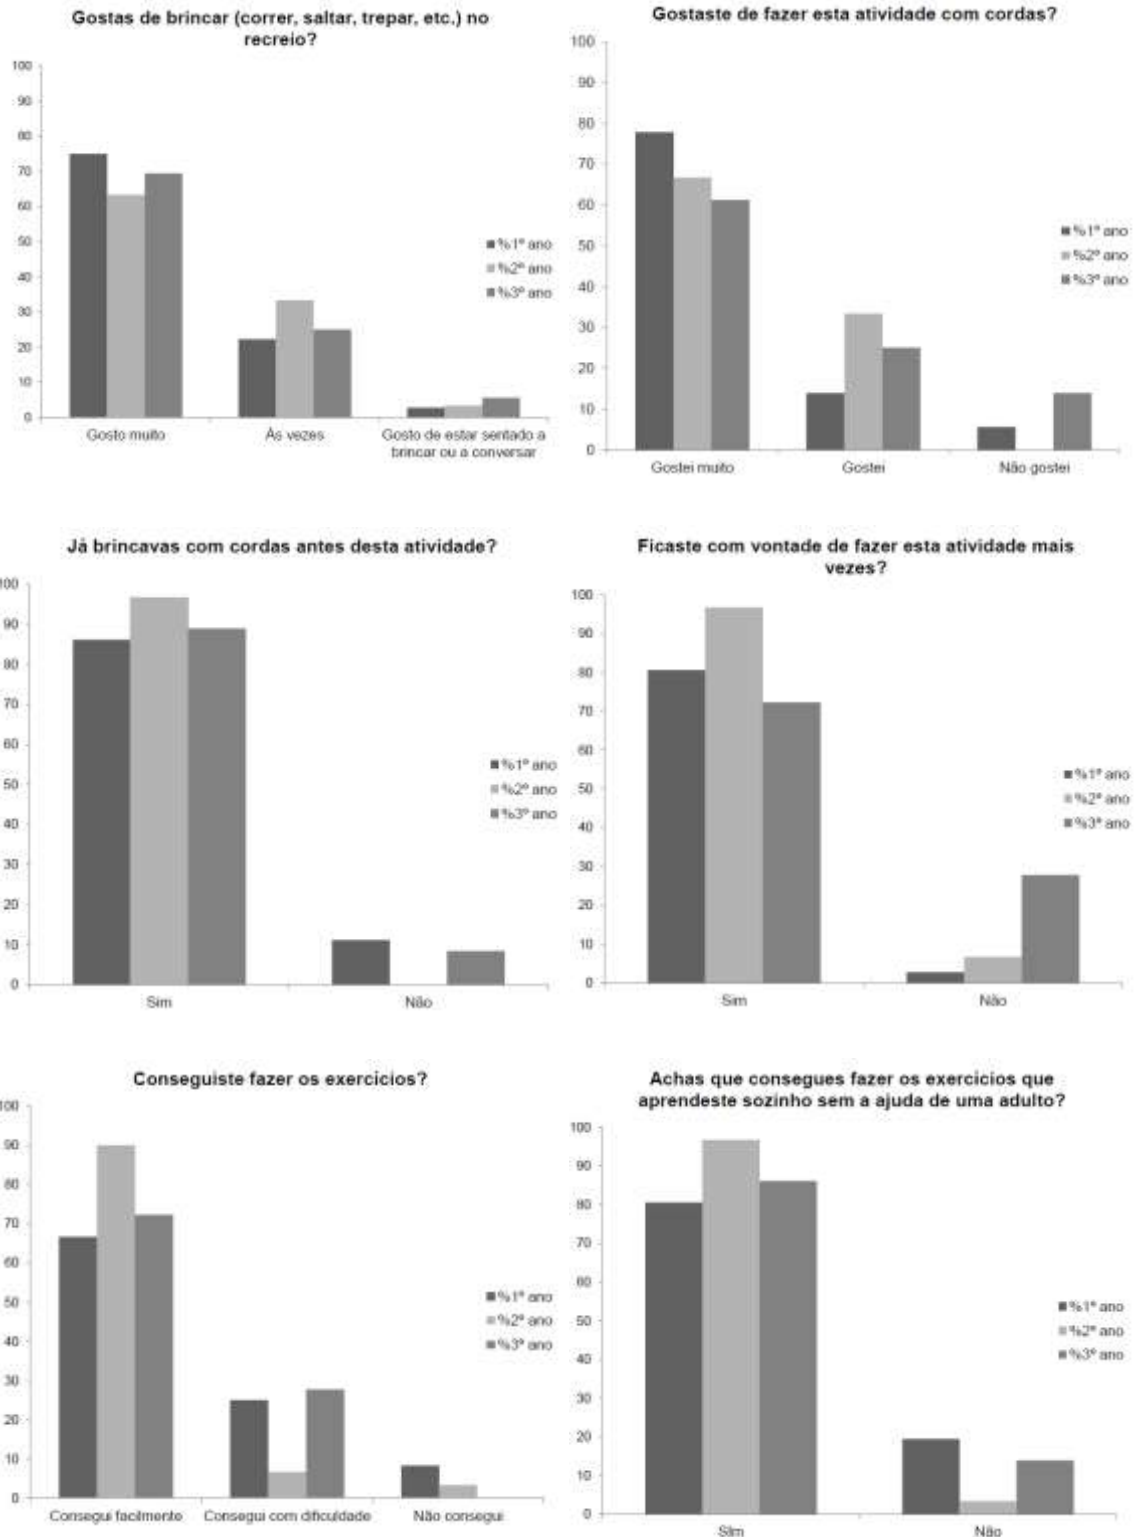 Gostas de brincar (correr, saltar, trepar, etc.) no
recreio?
100
90
80
70
60
50
40
30
20
10
0
Gosto muito
Às vezes
Gosto de estar sentado a
brincar ou a conversar
%1º ano
%2º ano
%3º ano
Gostaste de fazer esta atividade com cordas?
100
90
80
70
60
50
40
30
20
10
0
Gostei muito
Gostei
Não gostei
%1º ano
%2º ano
%3º ano
Já brincavas com cordas antes desta atividade?
100
90
80
70
60
50
40
30
20
10
0
Sim
Não
%1º ano
%2º ano
%3º ano
Ficaste com vontade de fazer esta atividade mais
vezes?
100
90
80
70
60
50
40
30
20
10
0
Sim
Não
%1º ano
%2º ano
%3º ano
Conseguiste fazer os exercícios?
100
90
80
70
60
50
40
30
20
10
0
Consegui facilmente
Consegui com dificuldade
Não consegui
%1º ano
%2º ano
%3º ano
Achas que consegues fazer os exercícios que
aprendeste sozinho sem a ajuda de uma adulto?
100
90
80
70
60
50
40
30
20
10
0
SIm
Não
%1º ano
%2º ano
%3º ano